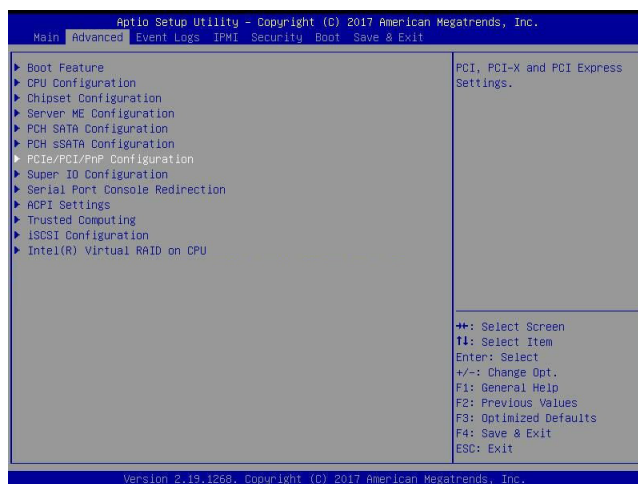 Aptio Setup Utility - Copyright (C) 2017 American Megatrends, Inc.
Main Advanced Event Logs IPMI Security Boot Save & Exit
Boot Feature
CPU Configuration
Chipset Configuration
Server ME Configuration
PCH SATA Configuration
PCH sSATA Configuration
PCIe/PCI/PnP Configuration
Super IO Configuration
Serial Port Console Redirection
ACPI Settings
Trusted Computing
iSCSI Configuration
Intel(R) Virtual RAID on CPU
PCI, PCI-X and PCI Express
Settings.
→←: Select Screen
↑↓: Select Item
Enter: Select
+/-: Change Opt.
F1: General Help
F2: Previous Values
F3: Optimized Defaults
F4: Save & Exit
ESC: Exit
Version 2.19.1268. Copyright (C) 2017 American Megatrends, Inc.